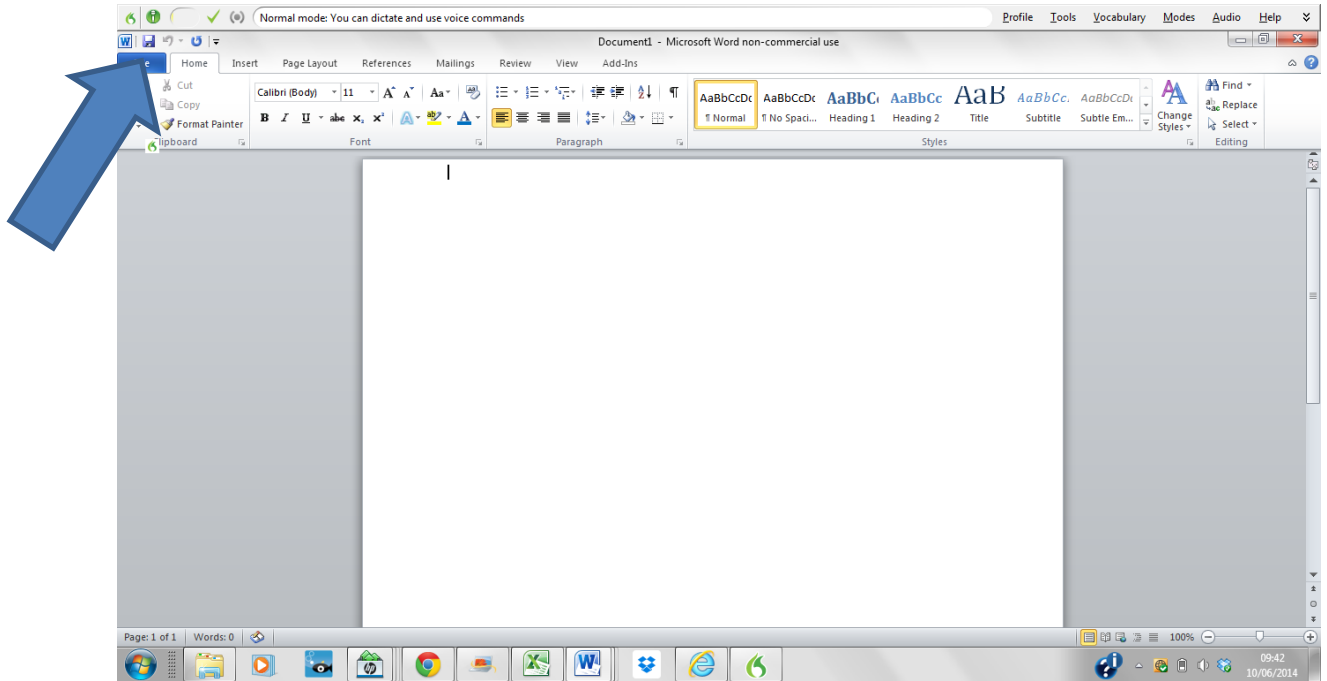 Normal mode: You can dictate and use voice commands Profile Tools Vocabulary Modes Audio Help
Document1 - Microsoft Word non-commercial use
Home Insert Page Layout References Mailings Review View Add-Ins
Cut
Copy
Format Painter
Clipboard
Calibri (Body) 11
Font
Paragraph
AaBbCcDc AaBbCcDc AaBbCc AaBbCc AaB AaBbCc. AaBbCcDc
¶ Normal ¶ No Spaci... Heading 1 Heading 2 Title Subtitle Subtle Em...
Change
Styles
Styles
Find
Replace
Select
Editing
Page: 1 of 1 Words: 0 100%
09:42
10/06/2014